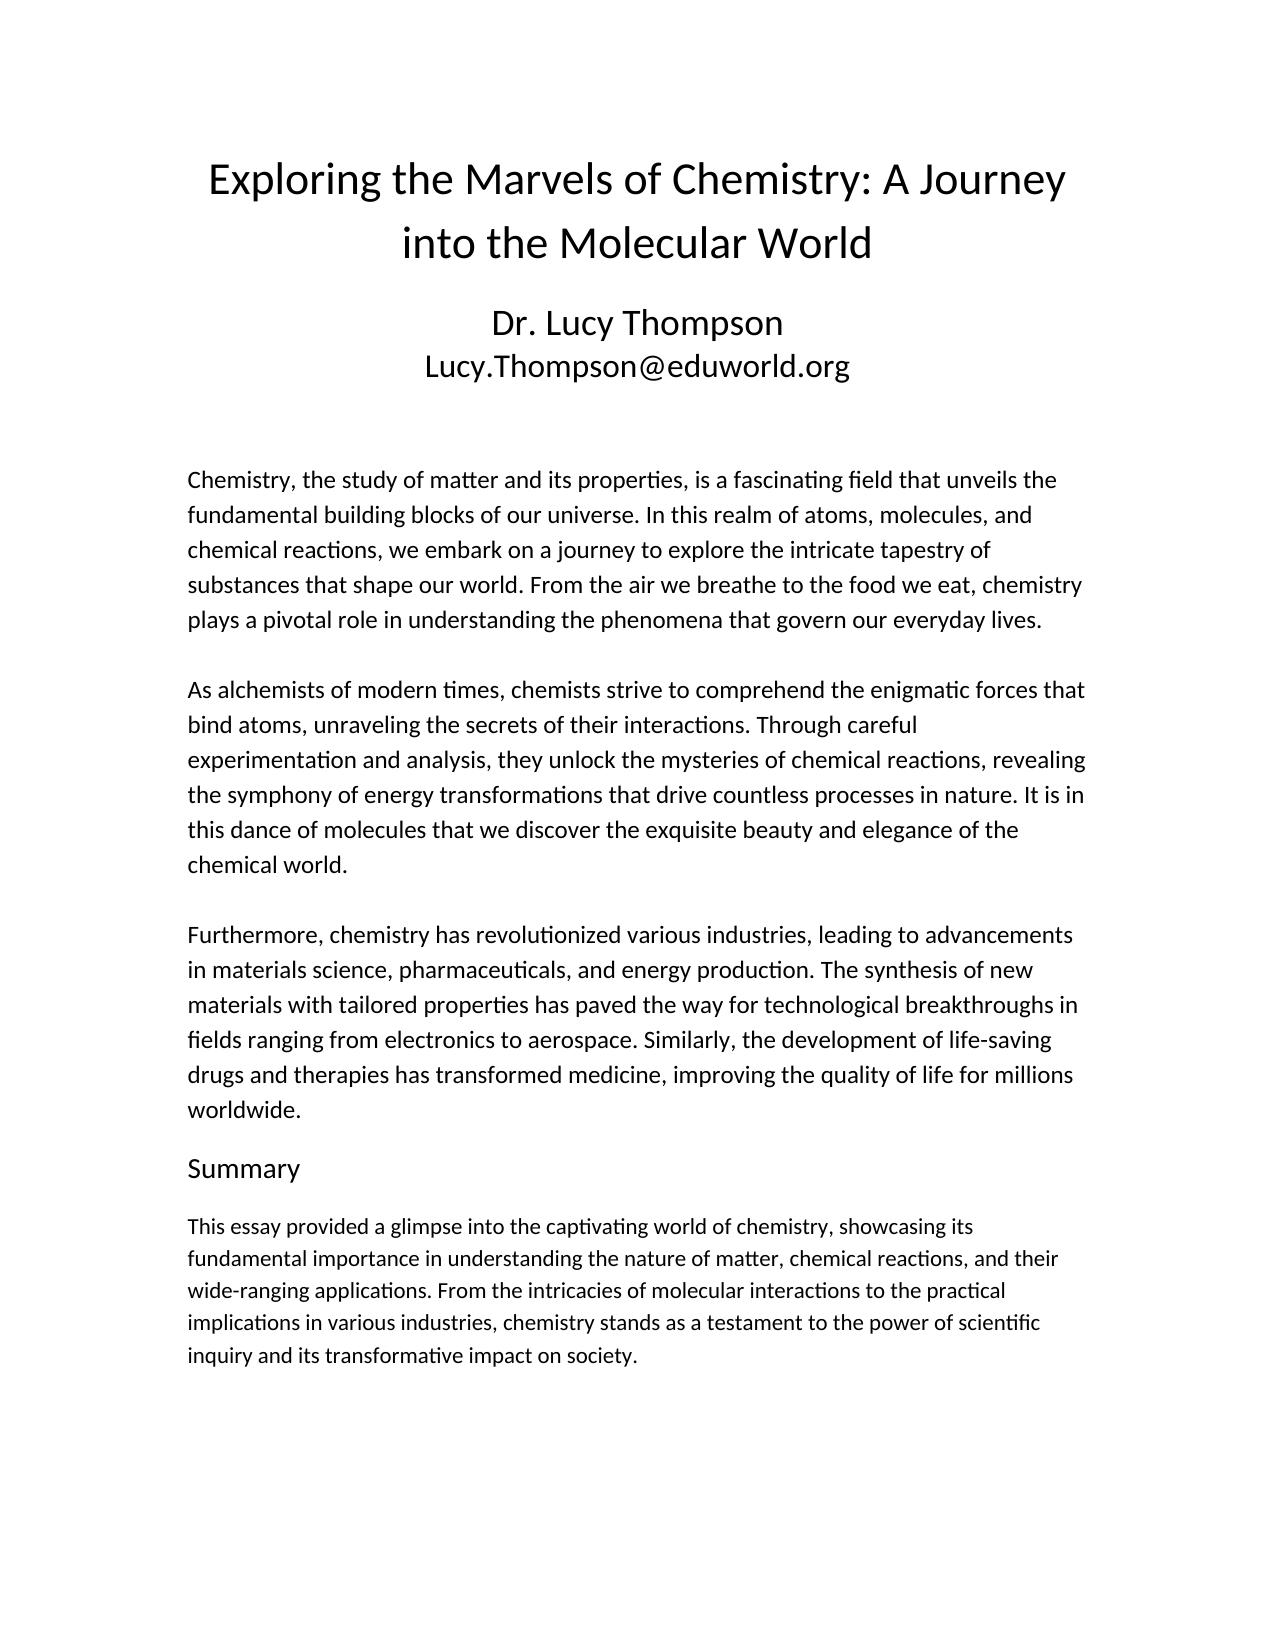 Exploring the Marvels of Chemistry: A Journey
into the Molecular World
Dr. Lucy Thompson
Lucy.Thompson@eduworld.org
Chemistry, the study of matter and its properties, is a fascinating field that unveils the
fundamental building blocks of our universe. In this realm of atoms, molecules, and
chemical reactions, we embark on a journey to explore the intricate tapestry of
substances that shape our world. From the air we breathe to the food we eat, chemistry
plays a pivotal role in understanding the phenomena that govern our everyday lives.
As alchemists of modern times, chemists strive to comprehend the enigmatic forces that
bind atoms, unraveling the secrets of their interactions. Through careful
experimentation and analysis, they unlock the mysteries of chemical reactions, revealing
the symphony of energy transformations that drive countless processes in nature. It is in
this dance of molecules that we discover the exquisite beauty and elegance of the
chemical world.
Furthermore, chemistry has revolutionized various industries, leading to advancements
in materials science, pharmaceuticals, and energy production. The synthesis of new
materials with tailored properties has paved the way for technological breakthroughs in
fields ranging from electronics to aerospace. Similarly, the development of life-saving
drugs and therapies has transformed medicine, improving the quality of life for millions
worldwide.
Summary
This essay provided a glimpse into the captivating world of chemistry, showcasing its
fundamental importance in understanding the nature of matter, chemical reactions, and their
wide-ranging applications. From the intricacies of molecular interactions to the practical
implications in various industries, chemistry stands as a testament to the power of scientific
inquiry and its transformative impact on society.